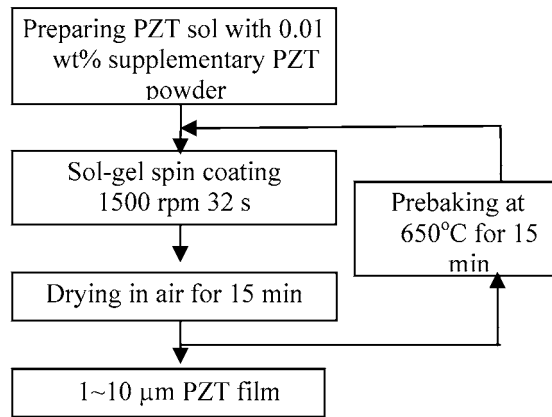 Preparing PZT sol with 0.01
wt% supplementary PZT
powder
Sol-gel spin coating
1500 rpm 32 s
Prebaking at
650°C for 15
min
Drying in air for 15 min
1~10 μm PZT film